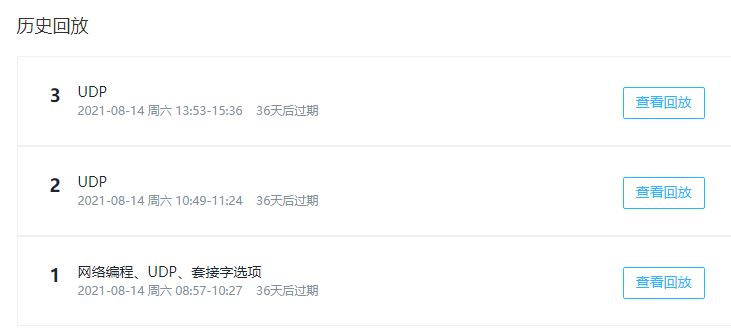 历史回放
3 UDP
2021-08-14 周六 13:53-15:36 36天后过期
查看回放
2 UDP
2021-08-14 周六 10:49-11:24 36天后过期
查看回放
1 网络编程、UDP、套接字选项
2021-08-14 周六 08:57-10:27 36天后过期
查看回放